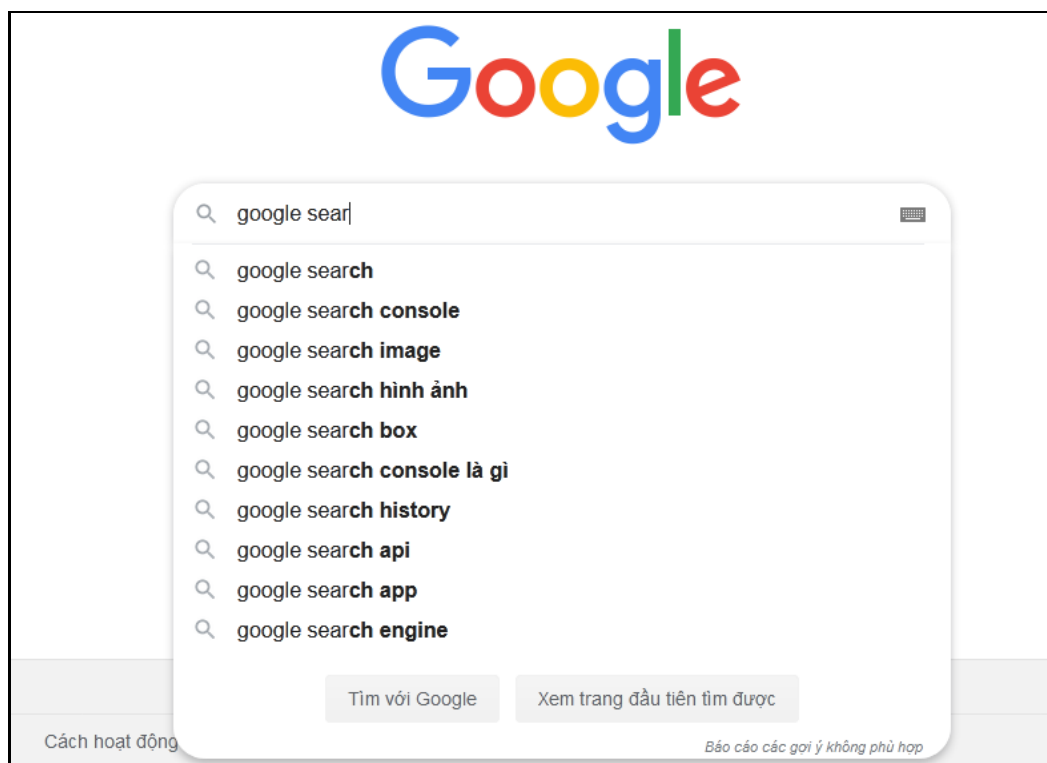 Google
google sear
google search
google search console
google search image
google search hình ảnh
google search box
google search console là gì
google search history
google search api
google search app
google search engine
Tìm với Google Xem trang đầu tiên tìm được
Cách hoạt động
Báo cáo các gợi ý không phù hợp